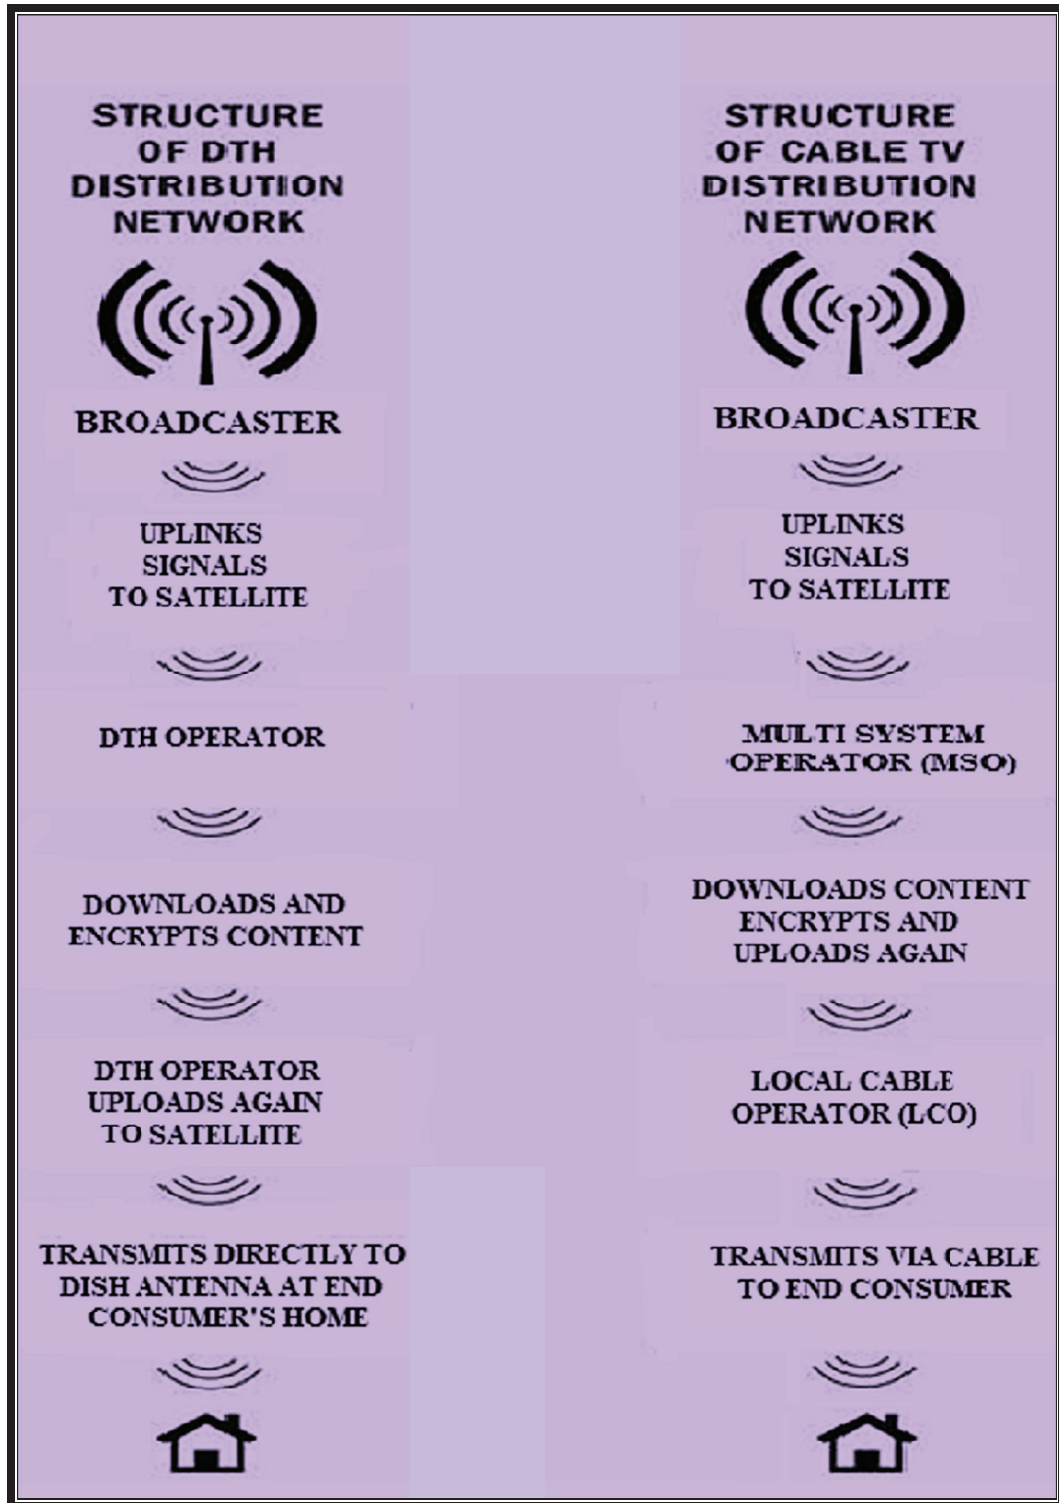 STRUCTURE
OF DTH
DISTRIBUTION
NETWORK
BROADCASTER
UPLINKS
SIGNALS
TO SATELLITE
DTH OPERATOR
DOWNLOADS AND
ENCRYPTS CONTENT
DTH OPERATOR
UPLOADS AGAIN
TO SATELLITE
TRANSMITS DIRECTLY TO
DISH ANTENNA AT END
CONSUMER'S HOME
STRUCTURE
OF CABLE TV
DISTRIBUTION
NETWORK
BROADCASTER
UPLINKS
SIGNALS
TO SATELLITE
MULTI SYSTEM
OPERATOR (MSO)
DOWNLOADS CONTENT
ENCRYPTS AND
UPLOADS AGAIN
LOCAL CABLE
OPERATOR (LCO)
TRANSMITS VIA CABLE
TO END CONSUMER